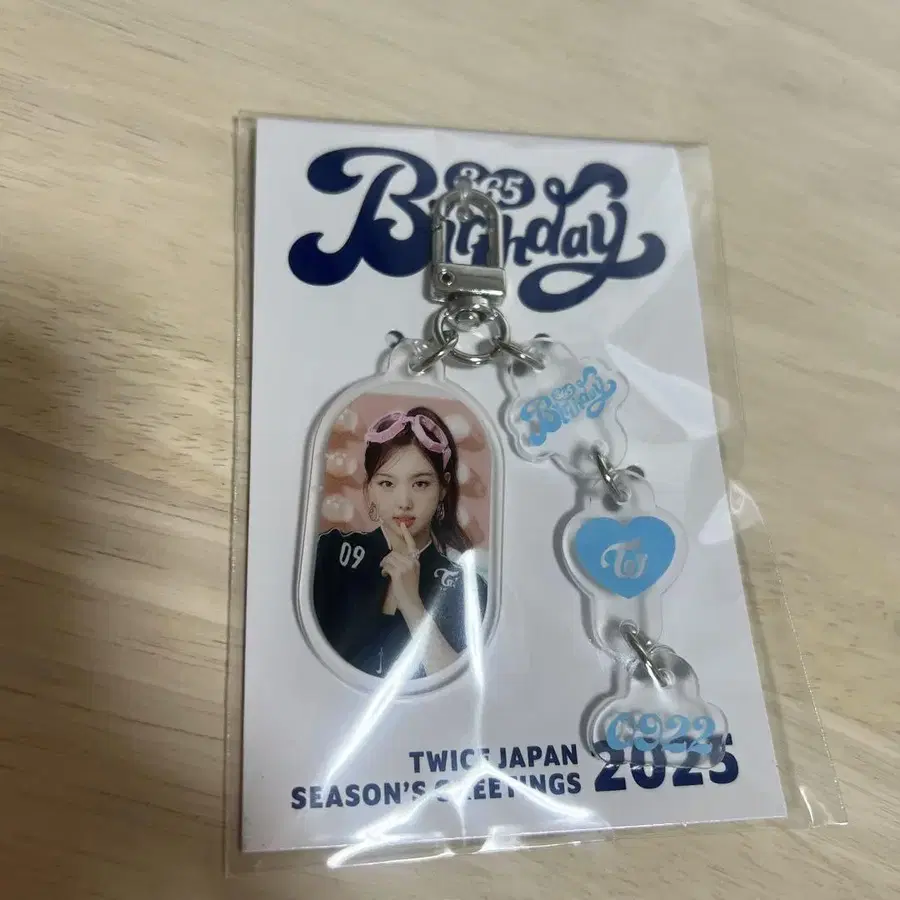 365
Birthday
365
Birthday
09
C922
TWICE JAPAN
SEASON'S GREETINGS 2025